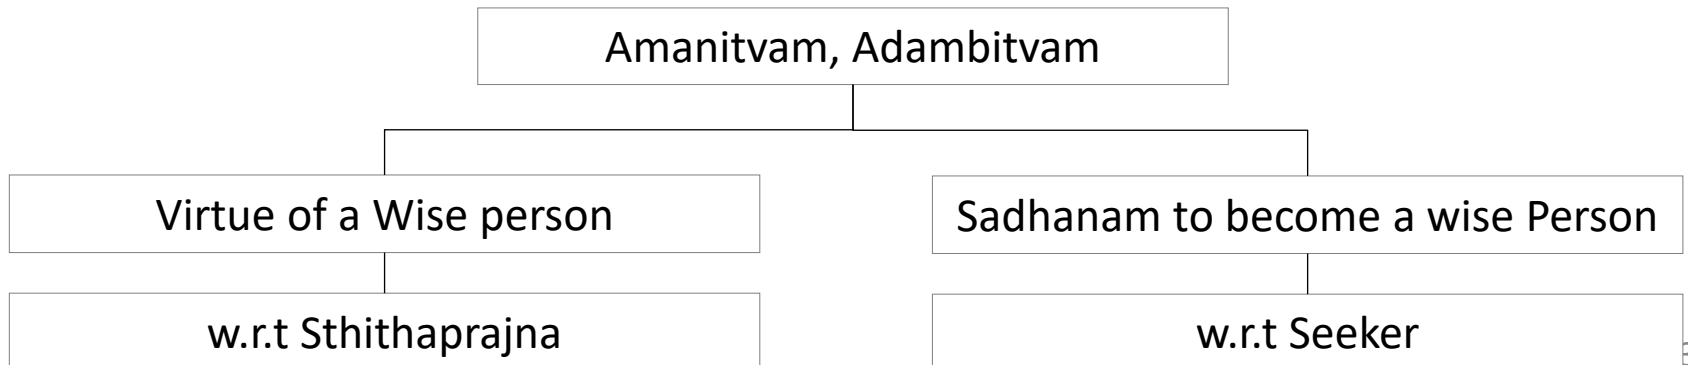 Amanitvam, Adambitvam
Virtue of a Wise person
Sadhanam to become a wise Person
w.r.t Sthithaprajna
w.r.t Seeker